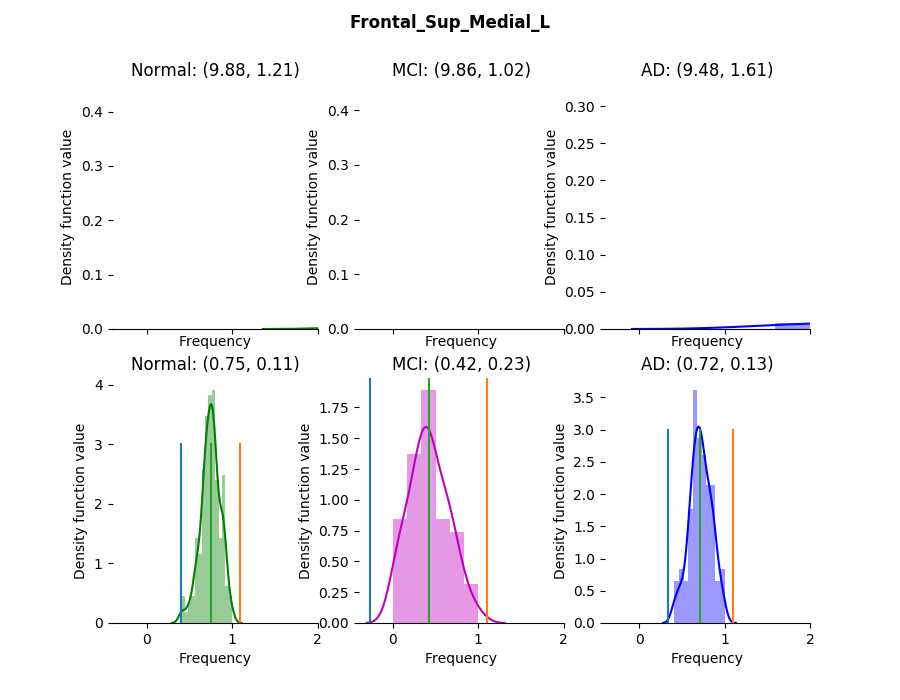 Frontal_Sup_Medial_L
Normal: (9.88, 1.21)
MCI: (9.86, 1.02)
AD: (9.48, 1.61)
Density function value
0.4
0.3
0.2
0.1
0.0
Frequency
Density function value
0.4
0.3
0.2
0.1
0.0
Frequency
Density function value
0.30
0.25
0.20
0.15
0.10
0.05
0.00
Frequency
Normal: (0.75, 0.11)
MCI: (0.42, 0.23)
AD: (0.72, 0.13)
Density function value
4
3
2
1
0
0 1 2
Frequency
Density function value
1.75
1.50
1.25
1.00
0.75
0.50
0.25
0.00
0 1 2
Frequency
Density function value
3.5
3.0
2.5
2.0
1.5
1.0
0.5
0.0
0 1 2
Frequency